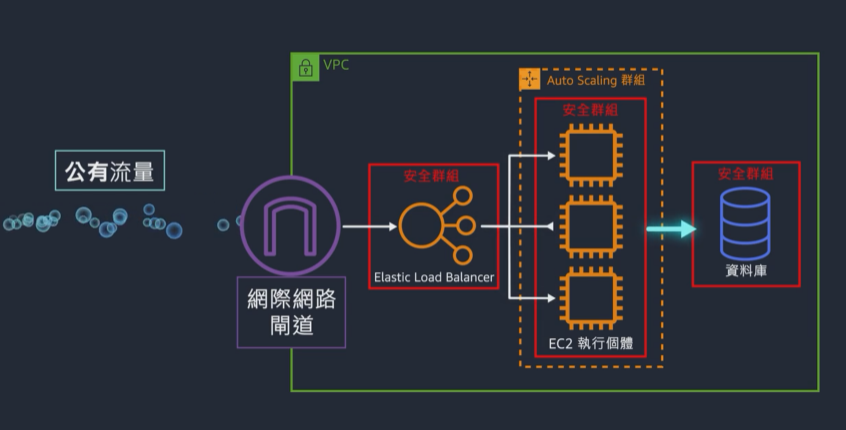 VPC
Auto Scaling 群組
安全群組
公有流量
安全群組
安全群組
Elastic Load Balancer
資料庫
網際網路
閘道
EC2 執行個體